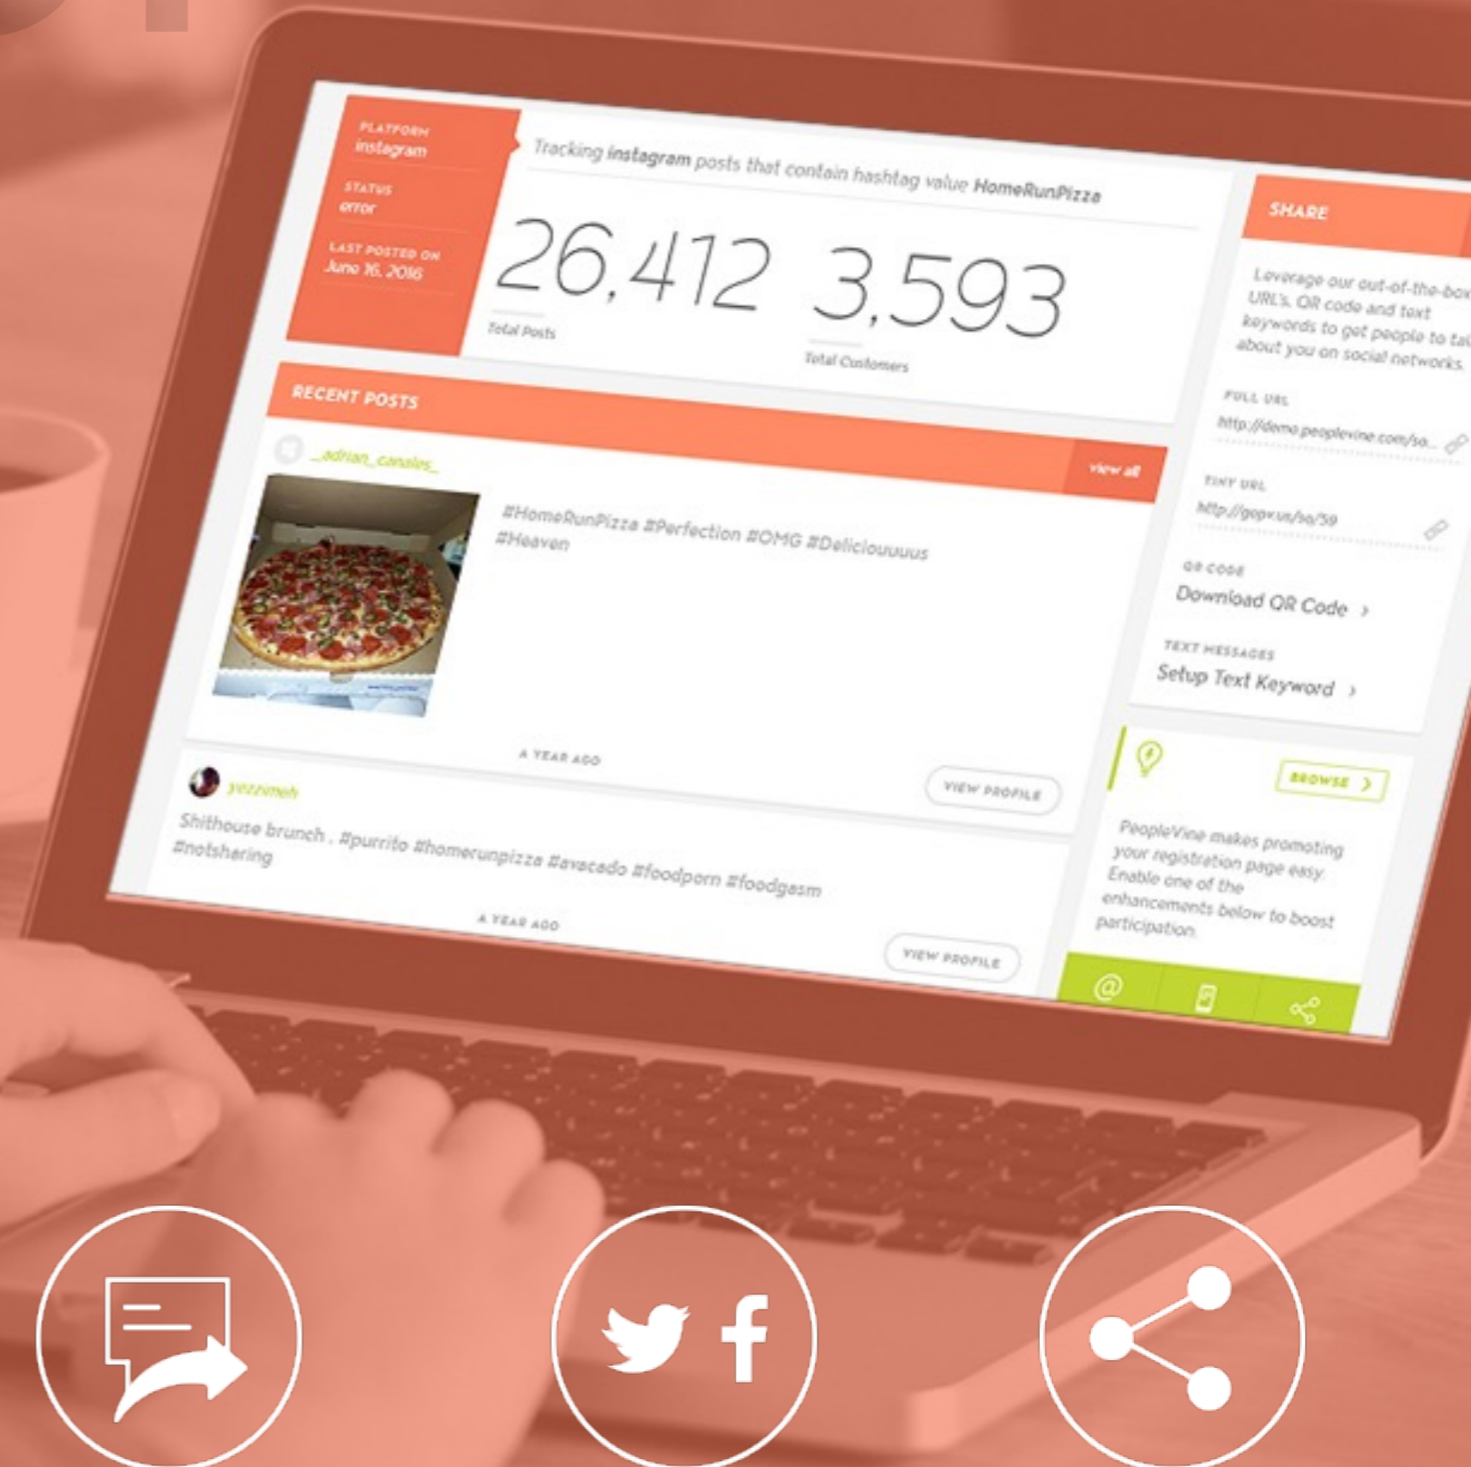 PLATFORM
instagram
STATUS
error
LAST POSTED ON
June 16, 2016
Tracking instagram posts that contain hashtag value HomeRunPizza
26,412
Total Posts
3,593
Total Customers
RECENT POSTS
view all
_adrian_canales_
#HomeRunPizza #Perfection #OMG #Deliciouuuus
#Heaven
A YEAR AGO
VIEW PROFILE
yezzimeh
Shithouse brunch . #purrito #homerunpizza #avacado #foodporn #foodgasm
#notsharing
A YEAR AGO
VIEW PROFILE
SHARE
Leverage our out-of-the-box
URL's, QR code and text
keywords to get people to
about you on social networks.
FULL URL
http://demo.peoplevine.com/so...
TINY URL
http://gopv.us/so/59
QR CODE
Download QR Code >
TEXT MESSAGES
Setup Text Keyword >
BROWSE >
PeopleVine makes promoting
your registration page easy.
Enable one of the
enhancements below to boost
participation.